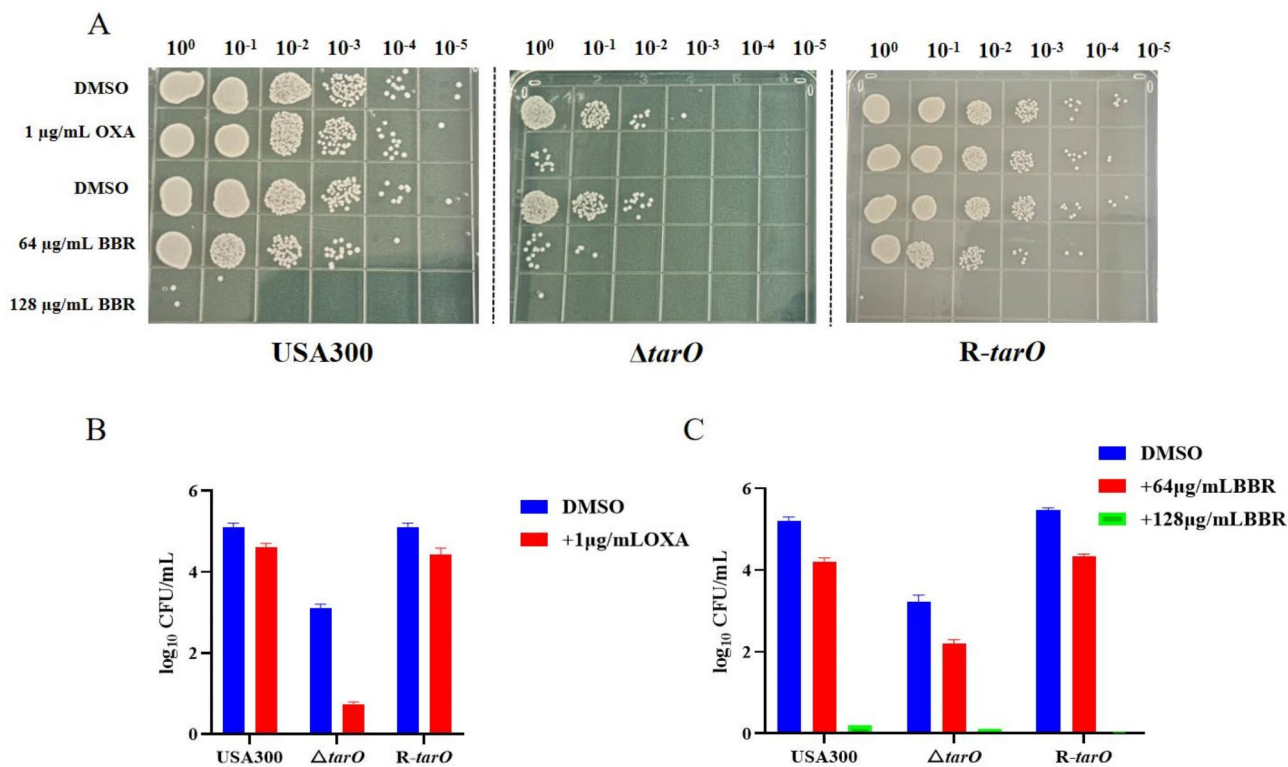 A
10⁰ 10⁻¹ 10⁻² 10⁻³ 10⁻⁴ 10⁻⁵
10⁰ 10⁻¹ 10⁻² 10⁻³ 10⁻⁴ 10⁻⁵
10⁰ 10⁻¹ 10⁻² 10⁻³ 10⁻⁴ 10⁻⁵
DMSO
1 μg/mL OXA
DMSO
64 μg/mL BBR
128 μg/mL BBR
USA300
ΔtarO
R-tarO
B
log₁₀ CFU/mL
6
4
2
0
USA300
△tarO
R-tarO
DMSO
+1μg/mLOXA
C
log₁₀ CFU/mL
6
4
2
0
USA300
△tarO
R-tarO
DMSO
+64μg/mLBBR
+128μg/mLBBR